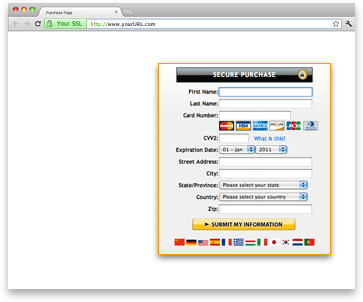 Purchase Page
Your SSL
http://www.yourURL.com
SECURE PURCHASE
First Name:
Last Name:
Card Number:
VISA
CVV2: What is this?
Expiration Date: 01 - Jan 2011
Street Address:
City:
State/Province: Please select your state
Country: Please select your country
Zip:
SUBMIT MY INFORMATION